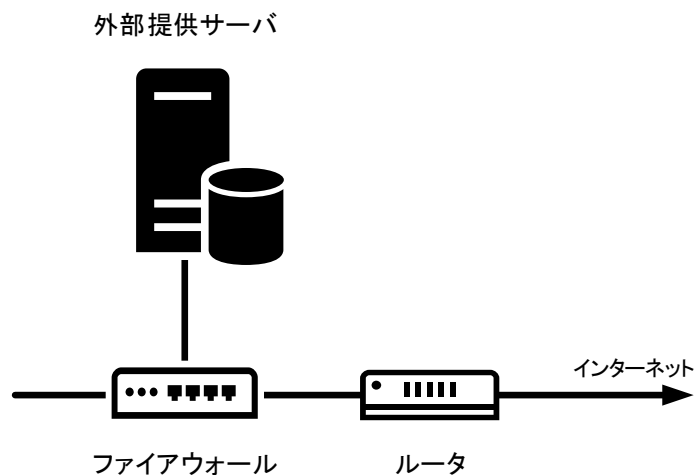 外部提供サーバ
インターネット
ファイアウォール
ルータ